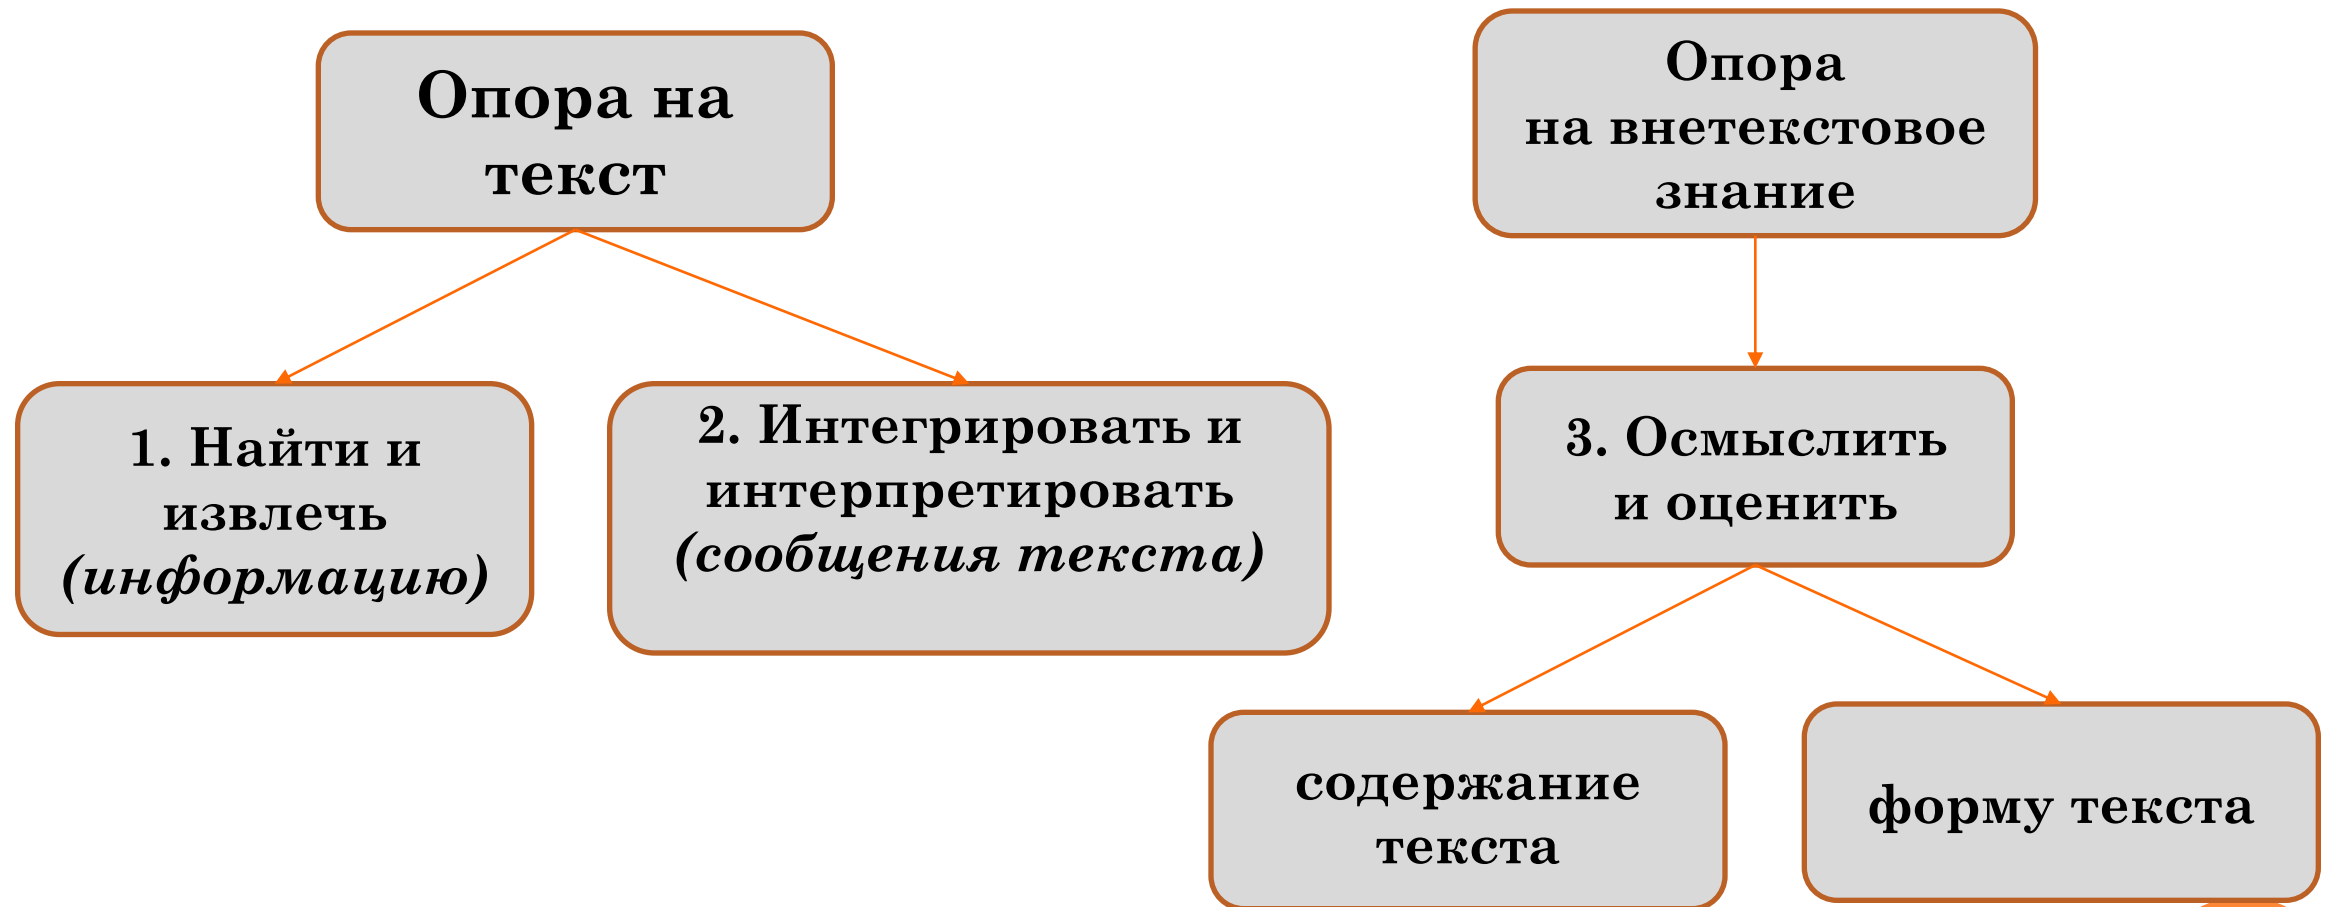 Опора на
текст
Опора
на внетекстовое
знание
1. Найти и
извлечь
(информацию)
2. Интегрировать и
интерпретировать
(сообщения текста)
3. Осмыслить
и оценить
содержание
текста
форму текста